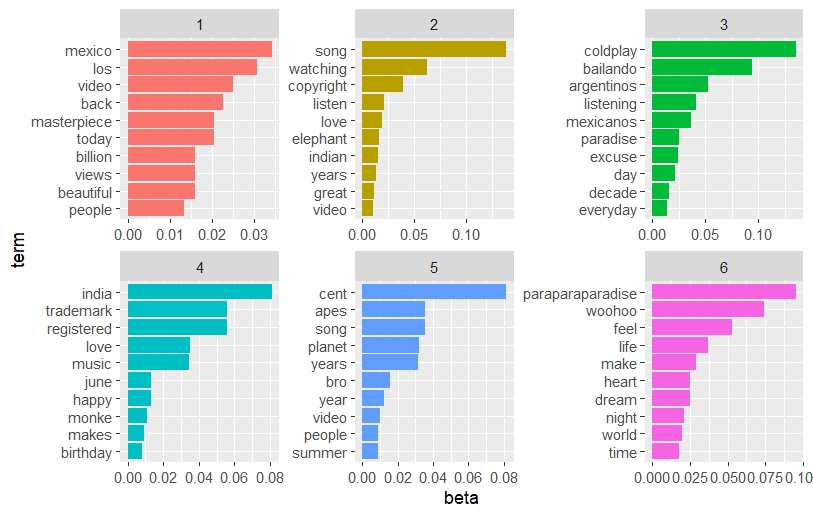 1
mexico
los
video
back
masterpiece
today
billion
views
beautiful
people
0.00 0.01 0.02 0.03
2
song
watching
copyright
listen
love
elephant
indian
years
great
video
0.00 0.05 0.10
3
coldplay
bailando
argentinos
listening
mexicanos
paradise
excuse
day
decade
everyday
0.00 0.05 0.10
term
4
india
trademark
registered
love
music
june
happy
monke
makes
birthday
0.00 0.02 0.04 0.06 0.08
5
cent
apes
song
planet
years
bro
year
video
people
summer
0.00 0.02 0.04 0.06 0.08
6
paraparaparadise
woohoo
feel
life
make
heart
dream
night
world
time
0.000 0.025 0.050 0.075 0.100
beta